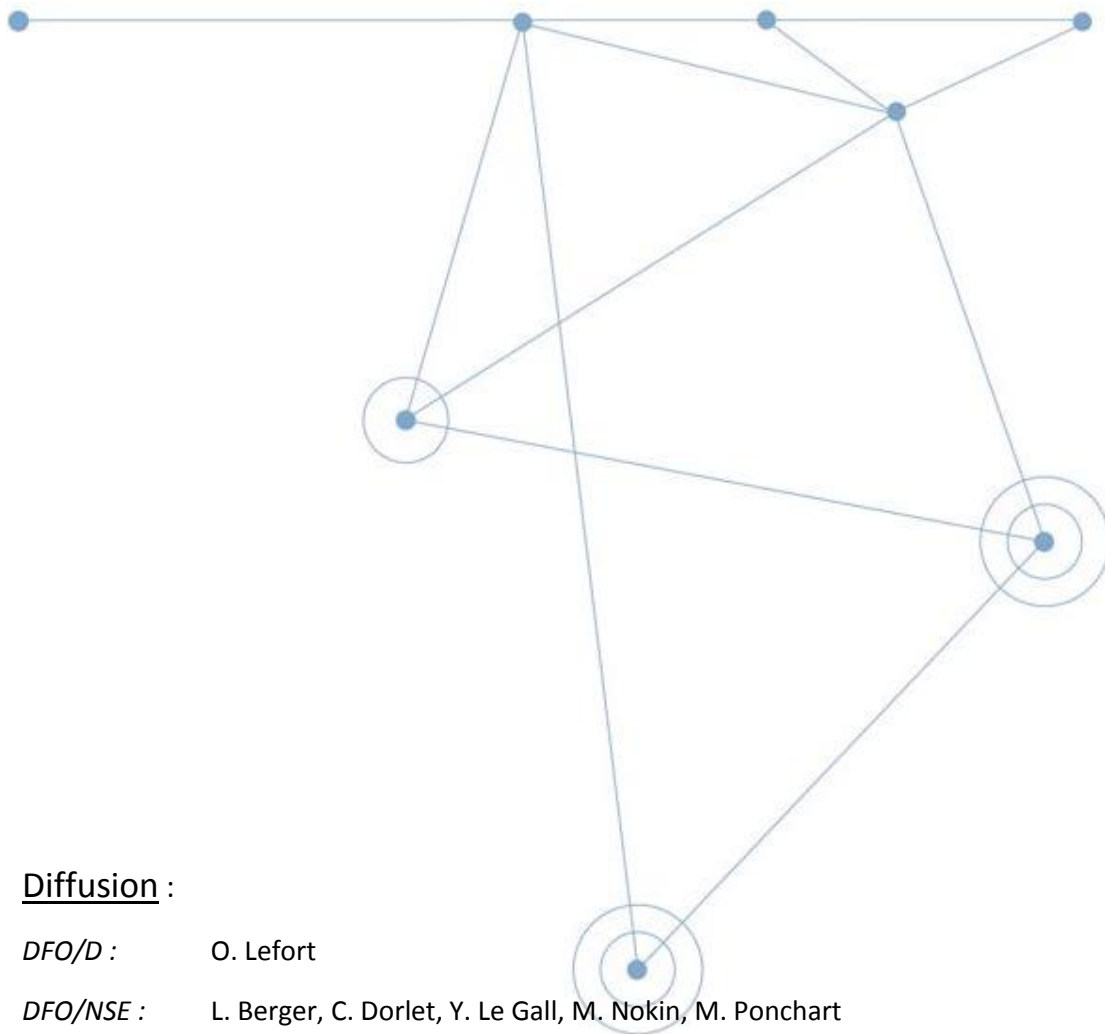 Diffusion :
DFO/D : O. Lefort
DFO/NSE : L. Berger, C. Dorlet, Y. Le Gall, M. Nokin, M. Ponchart